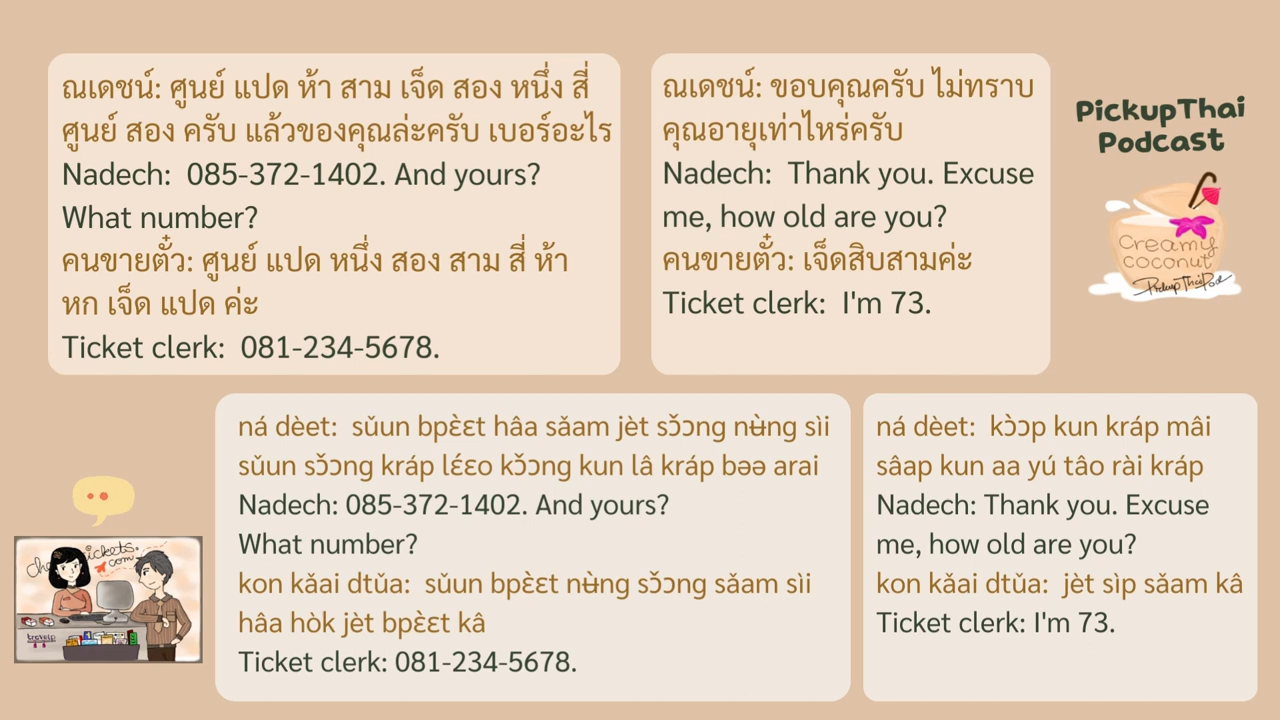 ณเดชน์: ศูนย์ แปด ห้า สาม เจ็ด สอง หนึ่ง สี่
ศูนย์ สอง ครับ แล้วของคุณล่ะครับ เบอร์อะไร
Nadech:  085-372-1402. And yours?
What number?
คนขายตั๋ว: ศูนย์ แปด หนึ่ง สอง สาม สี่ ห้า
หก เจ็ด แปด ค่ะ
Ticket clerk:  081-234-5678.
ณเดชน์: ขอบคุณครับ ไม่ทราบ
คุณอายุเท่าไหร่ครับ
Nadech:  Thank you. Excuse
me, how old are you?
คนขายตั๋ว: เจ็ดสิบสามค่ะ
Ticket clerk:  I'm 73.
PickupThai
Podcast
Creamy
coconut
PickupThaiPod
ná dèet:  sǔun bpὲɛt hâa sǎam jèt sɔ̌ɔng nʉ̀ng sìi
sǔun sɔ̌ɔng kráp lɛ́ɛo kɔ̌ɔng kun lâ kráp bəə arai
Nadech: 085-372-1402. And yours?
What number?
kon kǎai dtǔa:  sǔun bpὲɛt nʉ̀ng sɔ̌ɔng sǎam sìi
hâa hòk jèt bpὲɛt kâ
Ticket clerk: 081-234-5678.
ná dèet:  kɔ̀ɔp kun kráp mâi
sâap kun aa yú tâo rài kráp
Nadech: Thank you. Excuse
me, how old are you?
kon kǎai dtǔa:  jèt sìp sǎam kâ
Ticket clerk: I'm 73.
.com